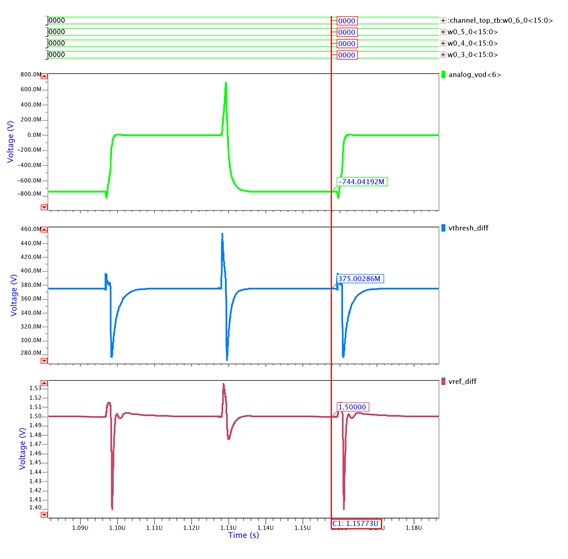 0000 0000 :channel_top_tb:w0_6_0<15:0>
0000 0000 w0_5_0<15:0>
0000 0000 w0_4_0<15:0>
0000 0000 w0_3_0<15:0>
800.0M
600.0M
400.0M
200.0M
0.0M
-200.0M
-400.0M
-600.0M
-800.0M
Voltage (V)
analog_vod<6>
-744.04192M
460.0M
440.0M
420.0M
400.0M
380.0M
360.0M
340.0M
320.0M
300.0M
280.0M
Voltage (V)
vthresh_diff
375.00286M
1.53
1.52
1.51
1.50
1.49
1.48
1.47
1.46
1.45
1.44
1.43
1.42
1.41
1.40
Voltage (V)
vref_diff
1.50000
1.09U 1.10U 1.11U 1.12U 1.13U 1.14U 1.15U 1.17U 1.18U
C1: 1.15773U
Time (s)